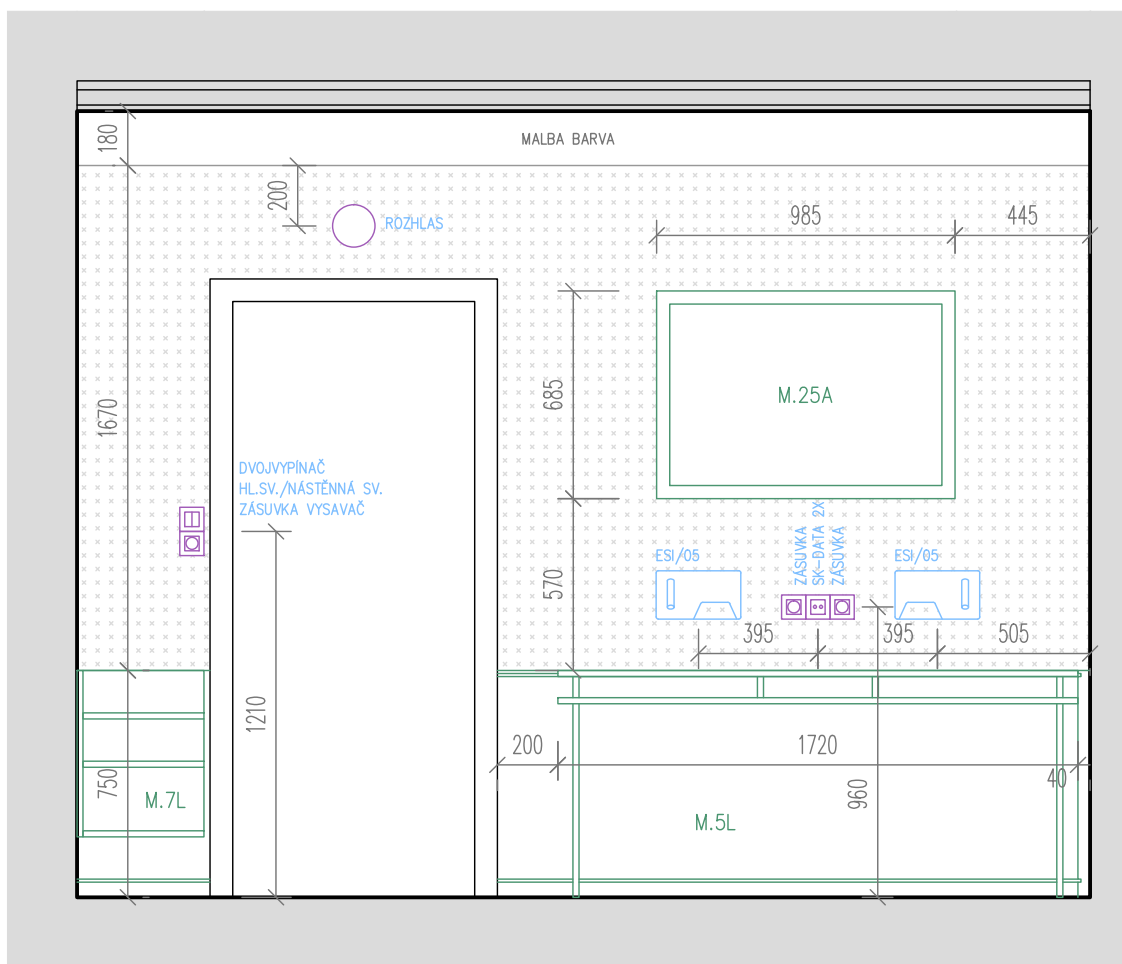 MALBA BARVA
180
200
ROZHLAS
985
445
1670
685
M.25A
DVOJVYPÍNAČ
HL.SV./NÁSTĚNNÁ SV.
ZÁSUVKA VYSAVAČ
ZÁSUVKA
SK-DATA 2X
ZÁSUVKA
ESI/05
ESI/05
570
395
395
505
1210
200
1720
40
750
M.7L
960
M.5L